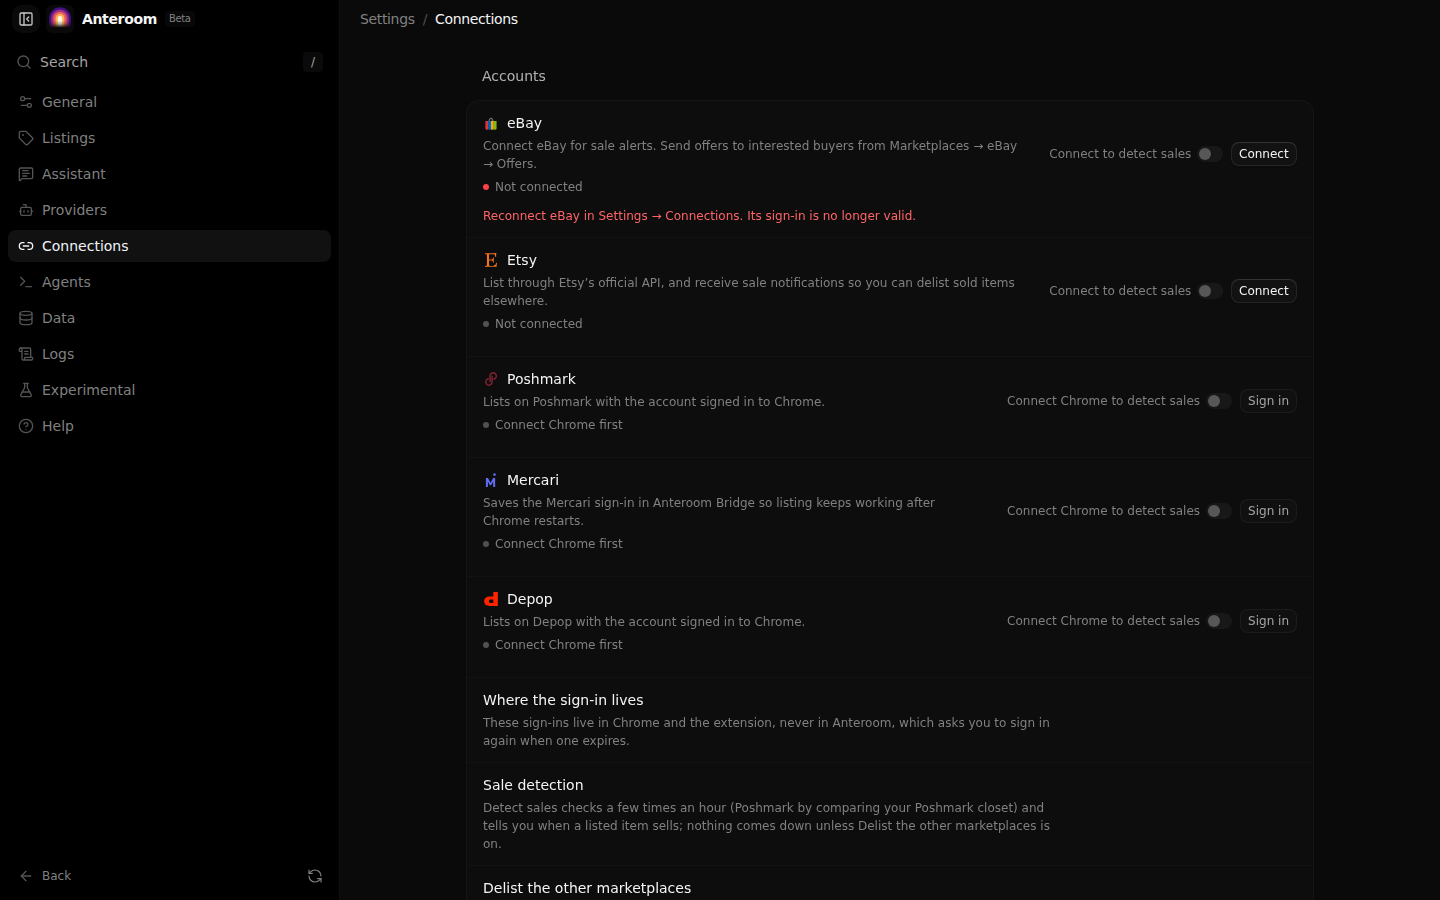 Anteroom Beta
Search /
General
Listings
Assistant
Providers
Connections
Agents
Data
Logs
Experimental
Help
Back
Settings / Connections
Accounts
eBay
Connect eBay for sale alerts. Send offers to interested buyers from Marketplaces → eBay
→ Offers.
Not connected
Reconnect eBay in Settings → Connections. Its sign-in is no longer valid.
Connect to detect sales Connect
Etsy
List through Etsy’s official API, and receive sale notifications so you can delist sold items
elsewhere.
Not connected
Connect to detect sales Connect
Poshmark
Lists on Poshmark with the account signed in to Chrome.
Connect Chrome first
Connect Chrome to detect sales Sign in
Mercari
Saves the Mercari sign-in in Anteroom Bridge so listing keeps working after
Chrome restarts.
Connect Chrome first
Connect Chrome to detect sales Sign in
Depop
Lists on Depop with the account signed in to Chrome.
Connect Chrome first
Connect Chrome to detect sales Sign in
Where the sign-in lives
These sign-ins live in Chrome and the extension, never in Anteroom, which asks you to sign in
again when one expires.
Sale detection
Detect sales checks a few times an hour (Poshmark by comparing your Poshmark closet) and
tells you when a listed item sells; nothing comes down unless Delist the other marketplaces is
on.
Delist the other marketplaces